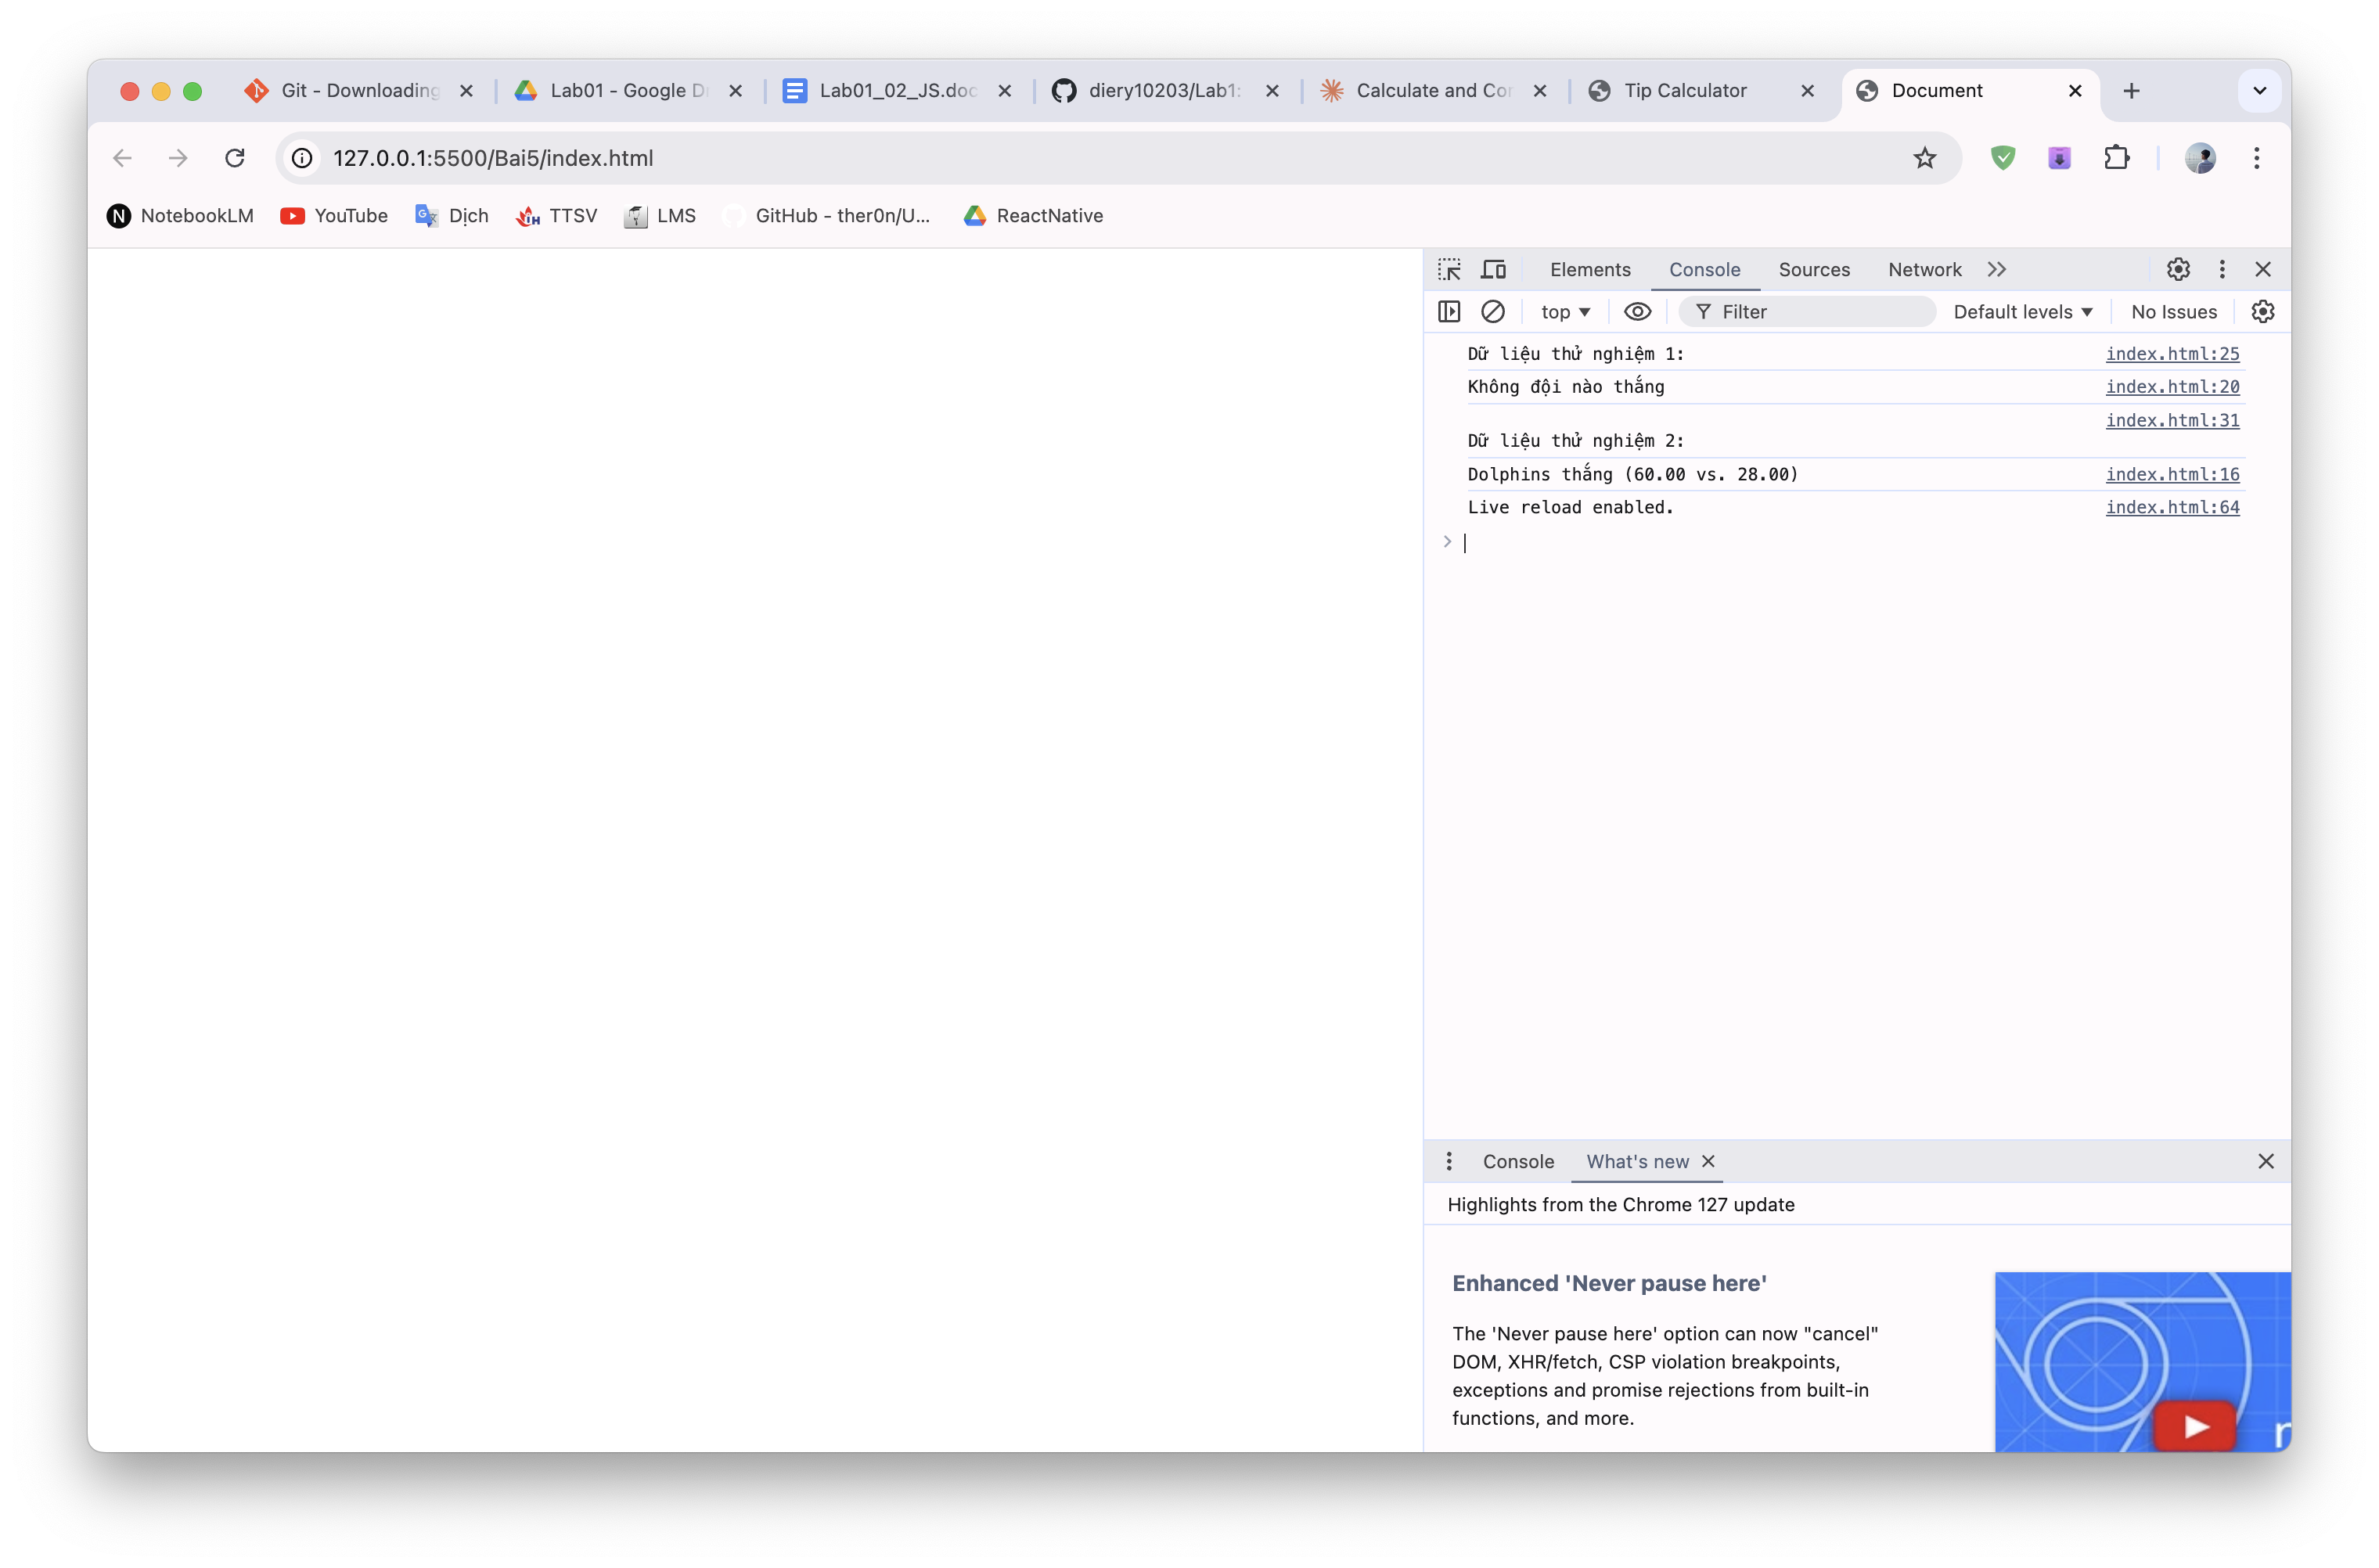 Git - Downloading
Lab01 - Google D
Lab01_02_JS.doc
diery10203/Lab1:
Calculate and Cor
Tip Calculator
Document
127.0.0.1:5500/Bai5/index.html
NotebookLM
YouTube
Dịch
TTSV
LMS
GitHub - ther0n/U...
ReactNative
Elements
Console
Sources
Network
top
Filter
Default levels
No Issues
Dữ liệu thử nghiệm 1: index.html:25
Không đội nào thắng index.html:20
index.html:31
Dữ liệu thử nghiệm 2:
Dolphins thắng (60.00 vs. 28.00) index.html:16
Live reload enabled. index.html:64
Console
What's new
Highlights from the Chrome 127 update
Enhanced 'Never pause here'
The 'Never pause here' option can now "cancel"
DOM, XHR/fetch, CSP violation breakpoints,
exceptions and promise rejections from built-in
functions, and more.